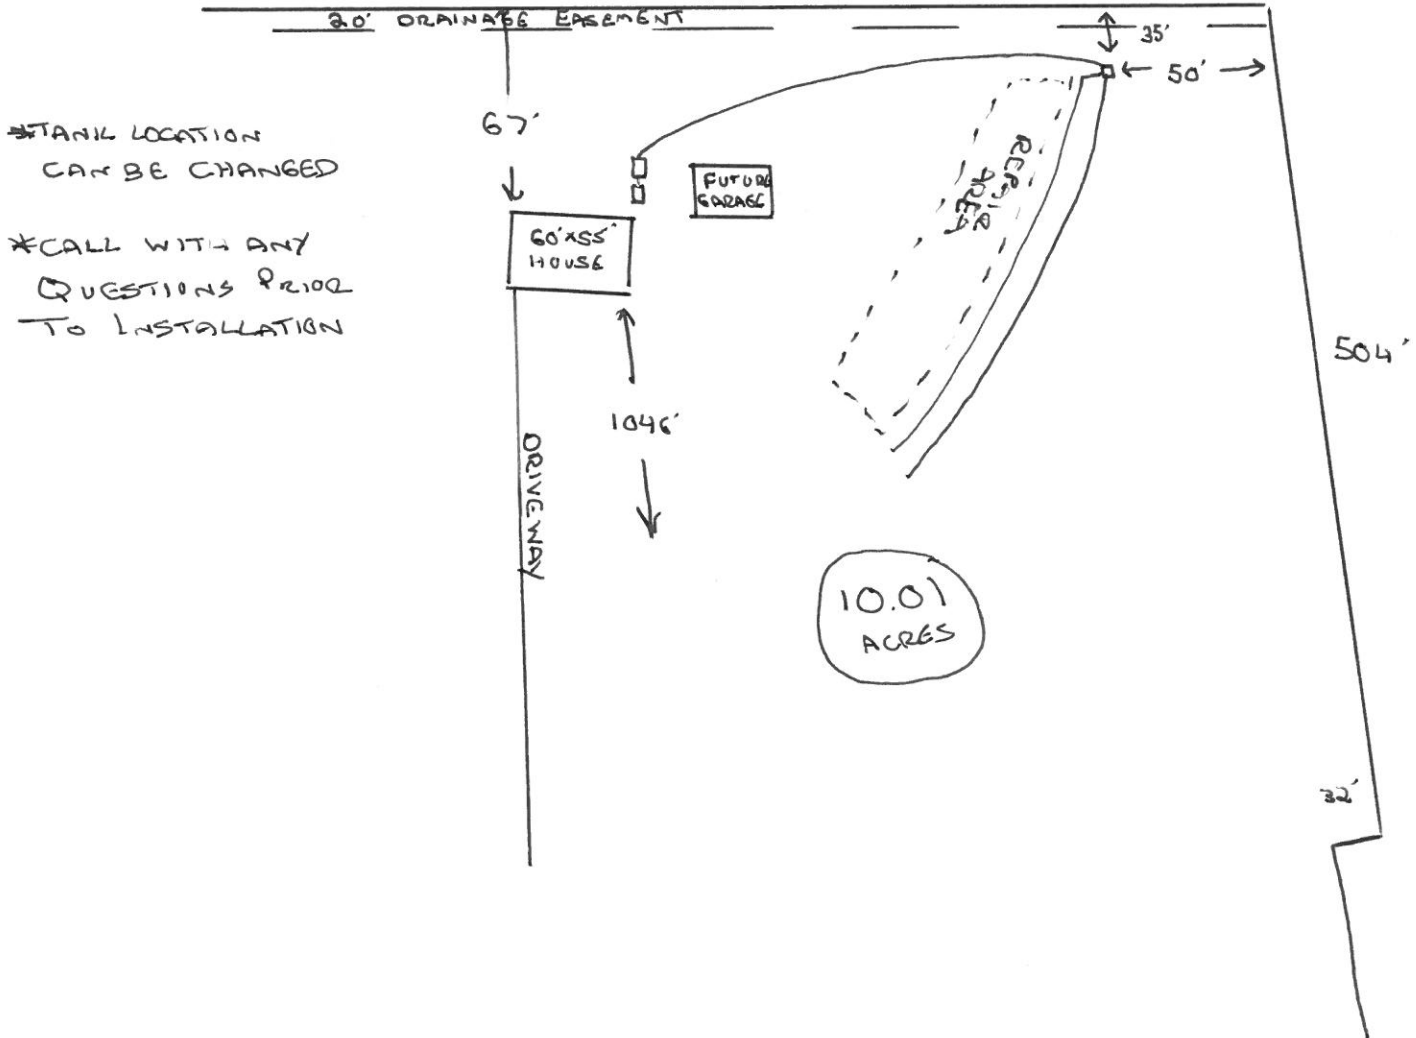 20' DRAINAGE EASEMENT
35'
50'
67'
*TANK LOCATION
CAN BE CHANGED
FUTURE
GARAGE
REPAIR
AREA
*CALL WITH ANY
QUESTIONS PRIOR
TO INSTALLATION
60'x55'
HOUSE
504'
1046'
DRIVEWAY
10.01
ACRES
32'